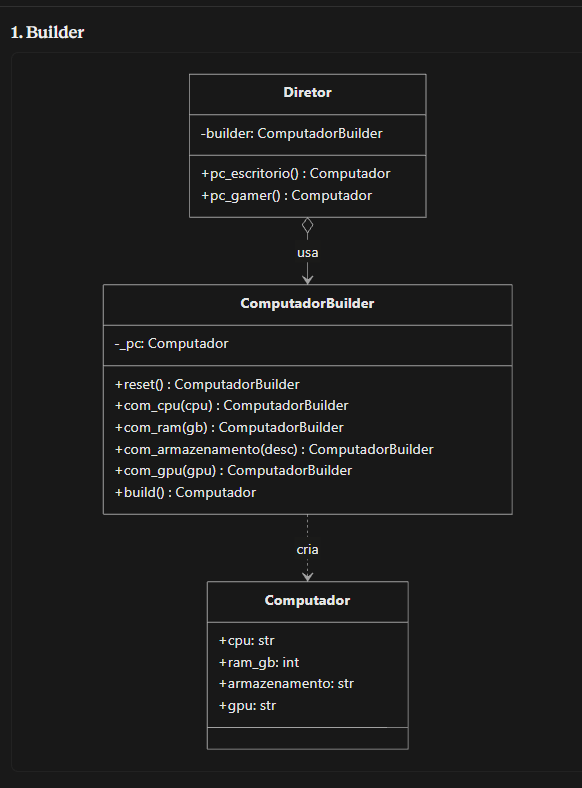 1. Builder
Diretor
-builder: ComputadorBuilder
+pc_escritorio() : Computador
+pc_gamer() : Computador
usa
ComputadorBuilder
-_pc: Computador
+reset() : ComputadorBuilder
+com_cpu(cpu) : ComputadorBuilder
+com_ram(gb) : ComputadorBuilder
+com_armazenamento(desc) : ComputadorBuilder
+com_gpu(gpu) : ComputadorBuilder
+build() : Computador
cria
Computador
+cpu: str
+ram_gb: int
+armazenamento: str
+gpu: str